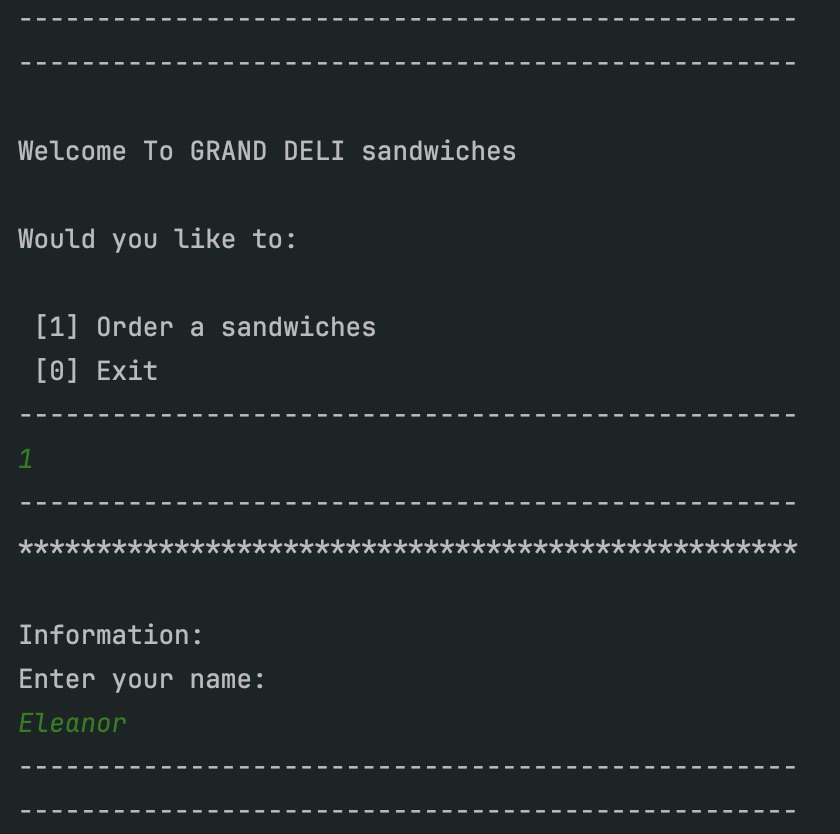 --------------------------------------------------
--------------------------------------------------
Welcome To GRAND DELI sandwiches
Would you like to:
[1] Order a sandwiches
[0] Exit
--------------------------------------------------
1
--------------------------------------------------
**************************************************
Information:
Enter your name:
Eleanor
--------------------------------------------------
--------------------------------------------------